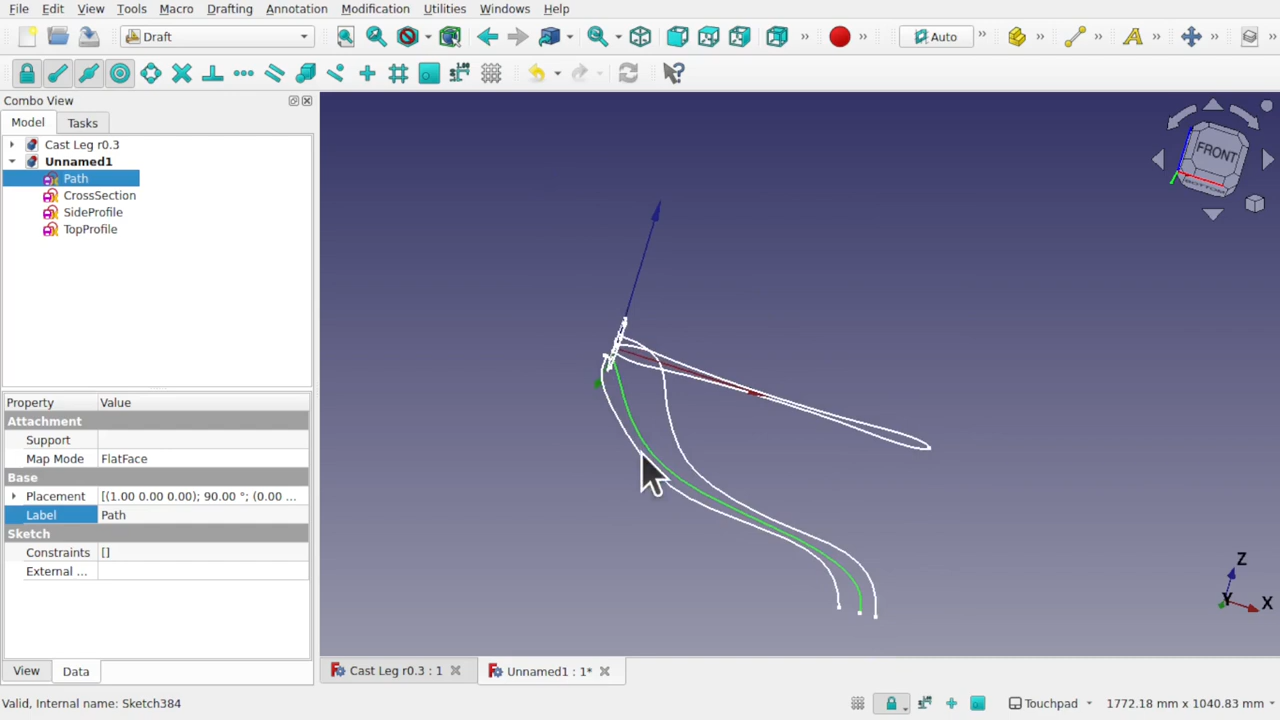 File Edit View Tools Macro Drafting Annotation Modification Utilities Windows Help
Draft
Auto
Combo View
Model Tasks
Cast Leg r0.3
Unnamed1
Path
CrossSection
SideProfile
TopProfile
FRONT
BOTTOM
Property Value
Attachment
Support
Map Mode FlatFace
Base
Placement [(1.00 0.00 0.00); 90.00 °; (0.00 ...
Label Path
Sketch
Constraints []
External ...
Z
Y
X
View Data
Cast Leg r0.3 : 1
Unnamed1 : 1*
Valid, Internal name: Sketch384
Touchpad
1772.18 mm x 1040.83 mm